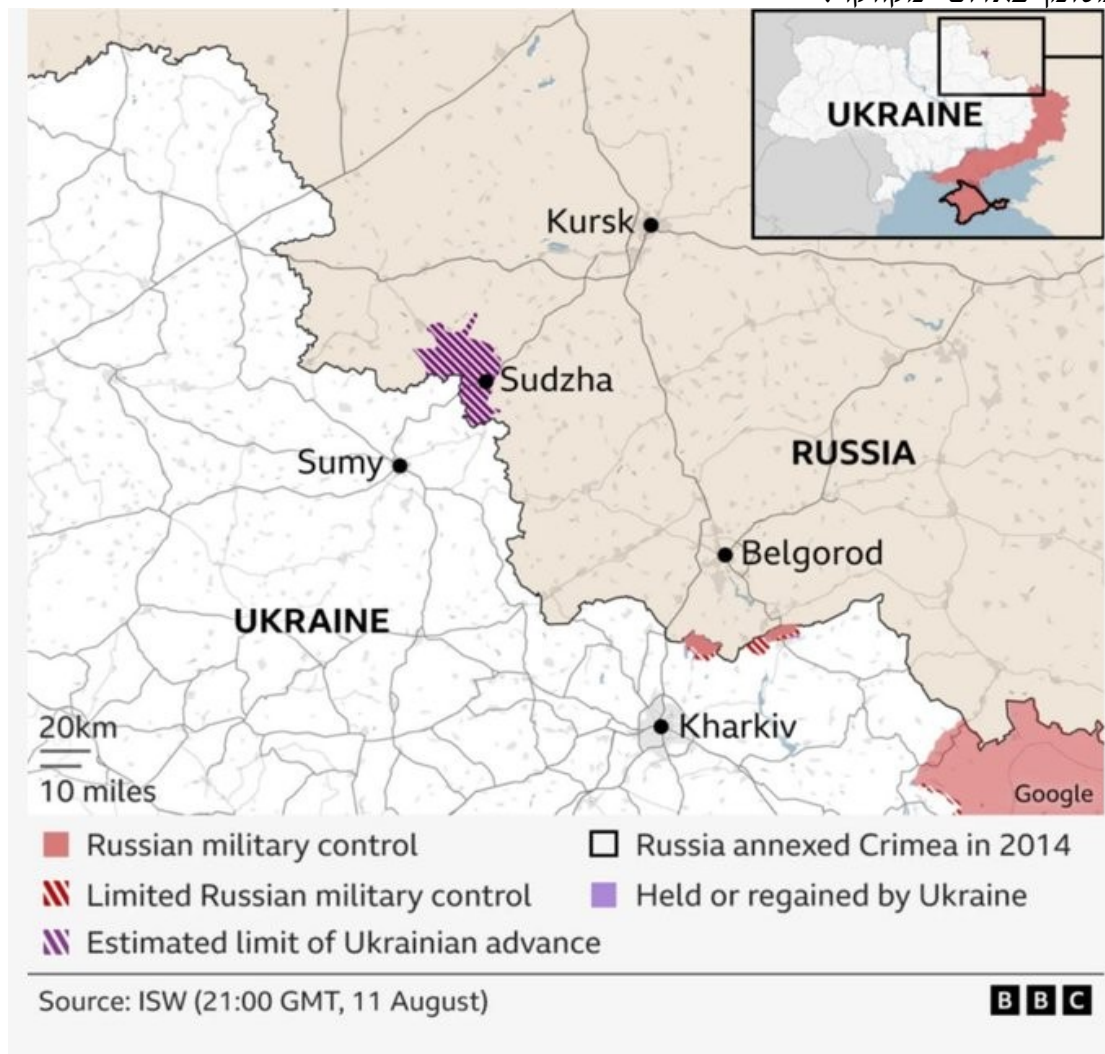 UKRAINE
Kursk
Sudzha
Sumy
RUSSIA
Belgorod
UKRAINE
Kharkiv
20km
10 miles
Google
Russian military control
Russia annexed Crimea in 2014
Limited Russian military control
Held or regained by Ukraine
Estimated limit of Ukrainian advance
Source: ISW (21:00 GMT, 11 August)
BBC